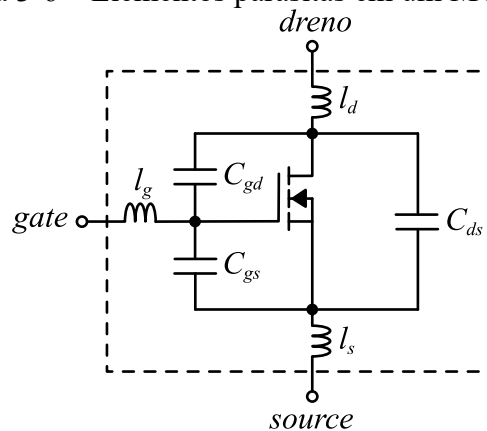 dreno
l_d
l_g
C_gd
gate
C_ds
C_gs
l_s
source